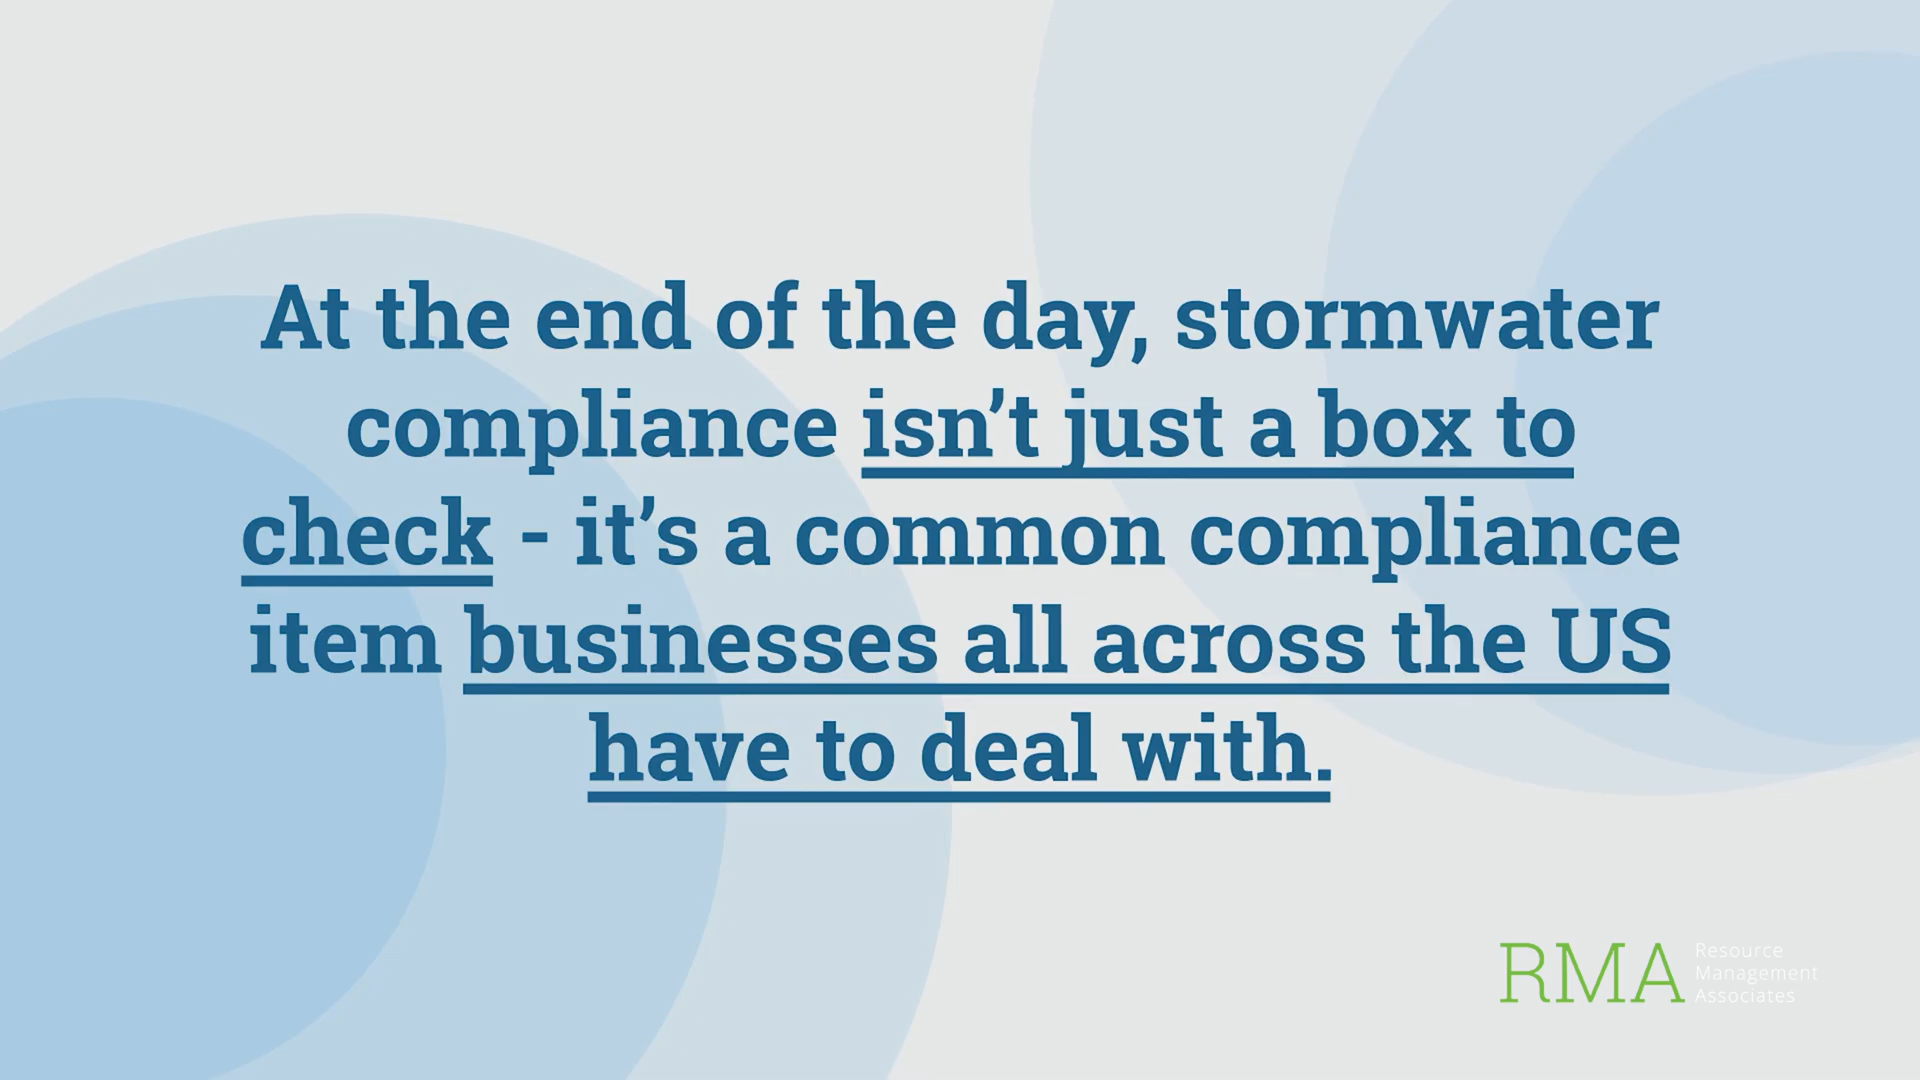 At the end of the day, stormwater
compliance isn’t just a box to
check - it’s a common compliance
item businesses all across the US
have to deal with.
RMA
Resource
Management
Associates